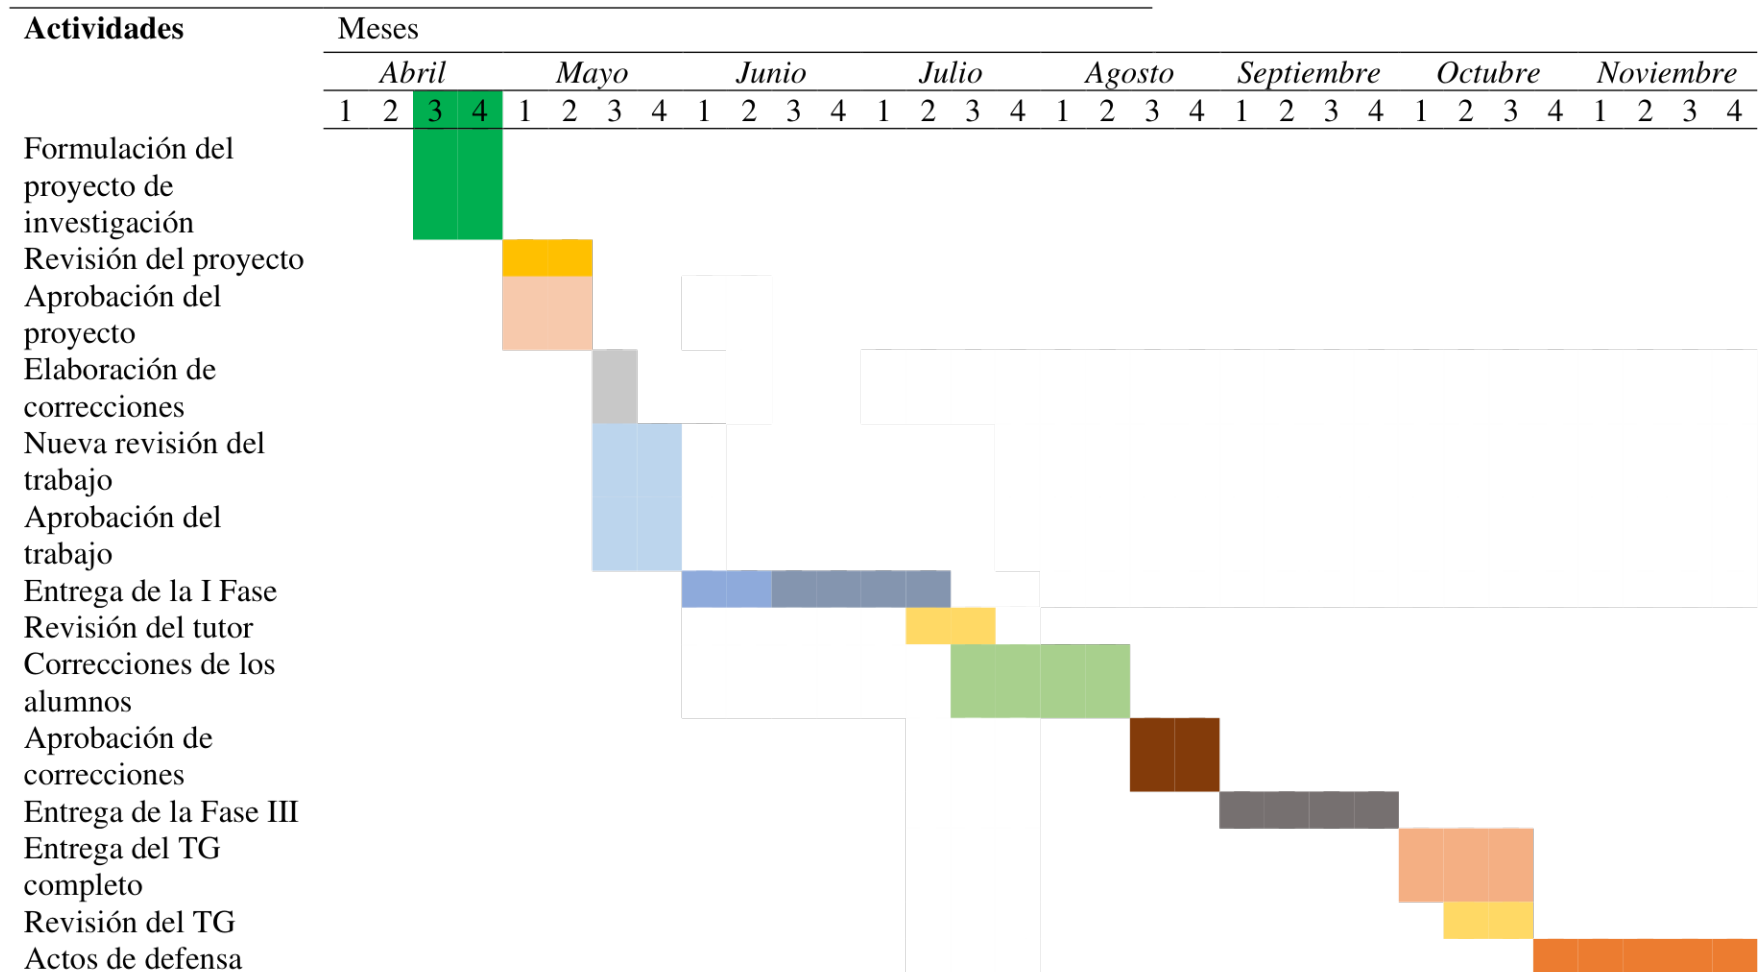 Actividades Meses
Abril Mayo Junio Julio Agosto Septiembre Octubre Noviembre
1 2 3 4 1 2 3 4 1 2 3 4 1 2 3 4 1 2 3 4 1 2 3 4 1 2 3 4 1 2 3 4
Formulación del
proyecto de
investigación
Revisión del proyecto
Aprobación del
proyecto
Elaboración de
correcciones
Nueva revisión del
trabajo
Aprobación del
trabajo
Entrega de la I Fase
Revisión del tutor
Correcciones de los
alumnos
Aprobación de
correcciones
Entrega de la Fase III
Entrega del TG
completo
Revisión del TG
Actos de defensa